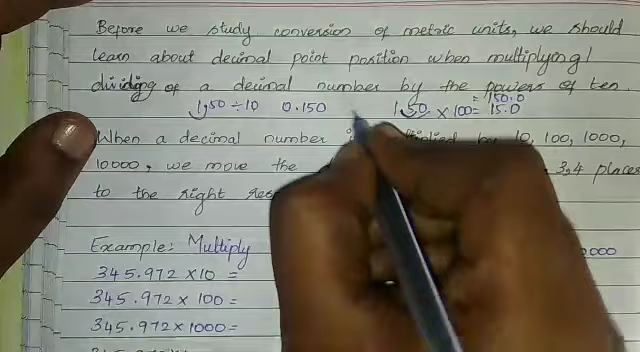 Before we study conversion of metric units, we should
learn about decimal point position when multiplying/
dividing of a decimal number by the powers of ten.
= 150.0
1.50 ÷ 10 0.150 1.50 × 100 = 15.0
When a decimal number is multiplied by 10, 100, 1000,
10000, we move the 3,4 places
to the right
Example: Multiply
345.972 × 10 =
345.972 × 100 =
345.972 × 1000 =